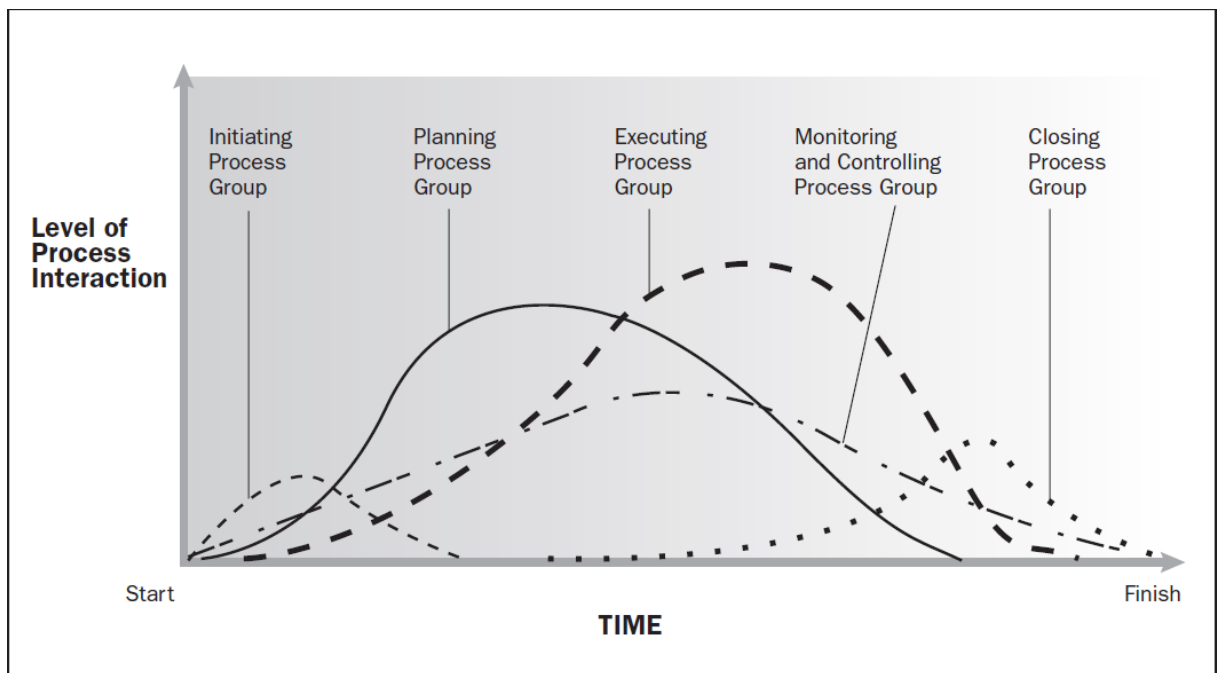 Initiating
Process
Group
Planning
Process
Group
Executing
Process
Group
Monitoring
and Controlling
Process Group
Closing
Process
Group
Level of
Process
Interaction
Start
Finish
TIME